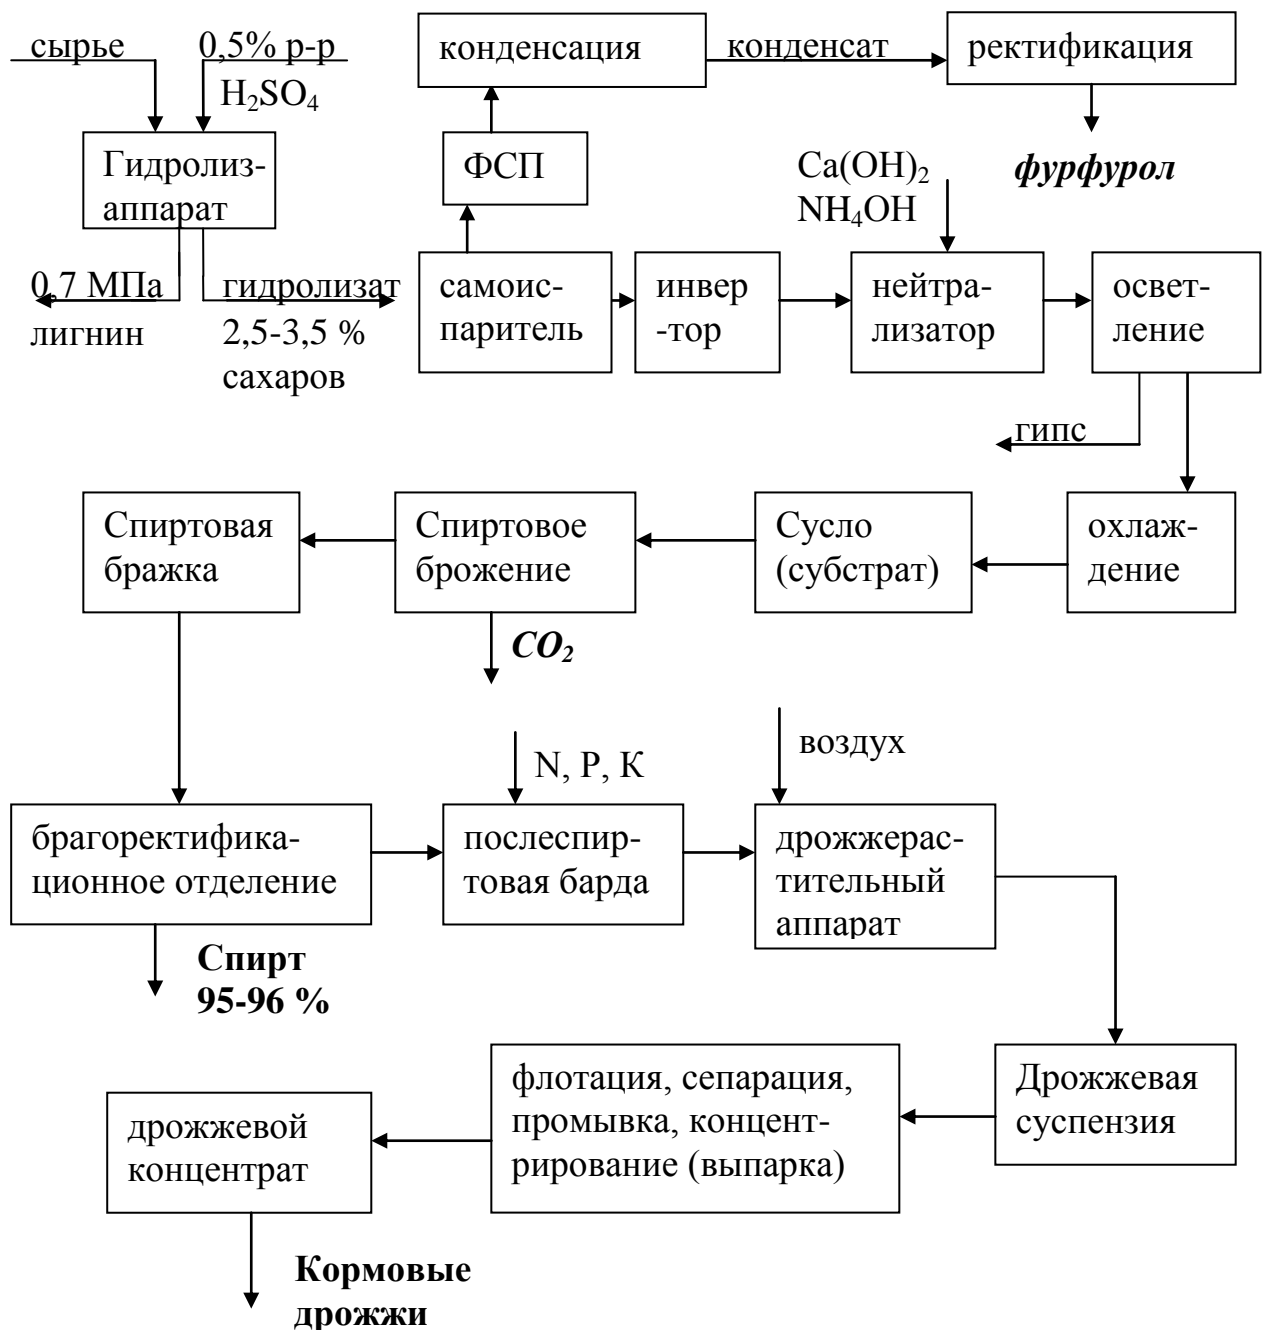 сырье
0,5% р-р
H₂SO₄
Гидролиз-
аппарат
0,7 МПа
лигнин
гидролизат
2,5-3,5 %
сахаров
конденсация
конденсат
ректификация
фурфурол
ФСП
Ca(OH)₂
NH₄OH
самоис-
паритель
инвер
-тор
нейтра-
лизатор
освет-
ление
гипс
охлаж-
дение
Сусло
(субстрат)
Спиртовое
брожение
CO₂
Спиртовая
бражка
брагоректифика-
ционное отделение
Спирт
95-96 %
N, P, К
послеспир-
товая барда
воздух
дрожжерас-
тительный
аппарат
Дрожжевая
суспензия
флотация, сепарация,
промывка, концент-
рирование (выпарка)
дрожжевой
концентрат
Кормовые
дрожжи